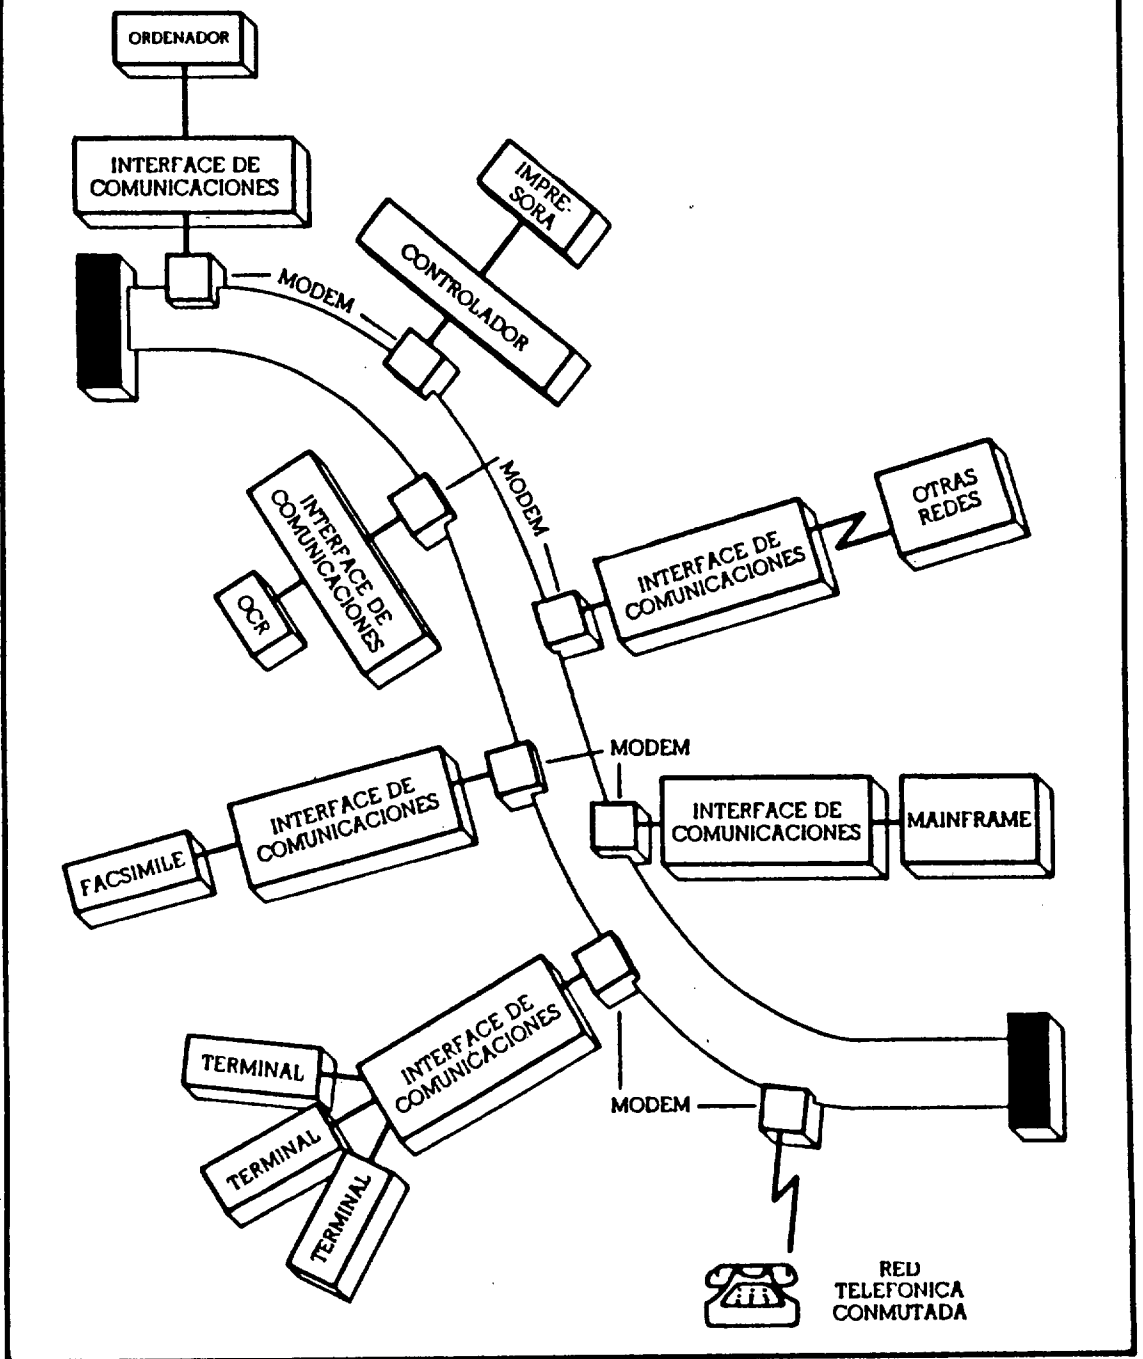 ORDENADOR
INTERFACE DE
COMUNICACIONES
MODEM
IMPRE-
SORA
CONTROLADOR
MODEM
INTERFACE DE
COMUNICACIONES
OCR
INTERFACE DE
COMUNICACIONES
OTRAS
REDES
MODEM
INTERFACE DE
COMUNICACIONES
FACSIMILE
INTERFACE DE
COMUNICACIONES
MAINFRAME
INTERFACE DE
COMUNICACIONES
TERMINAL
TERMINAL
TERMINAL
MODEM
RED
TELEFONICA
CONMUTADA